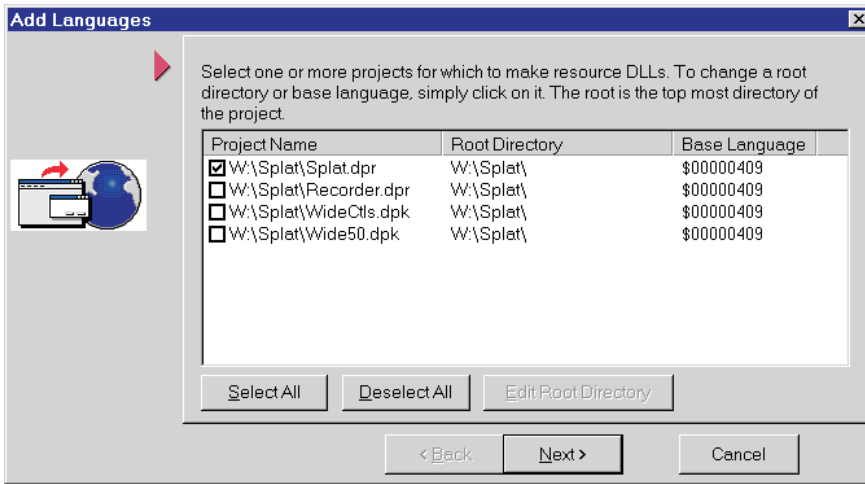 Add Languages
Select one or more projects for which to make resource DLLs. To change a root
directory or base language, simply click on it. The root is the top most directory of
the project.
Project Name Root Directory Base Language
W:\Splat\Splat.dpr W:\Splat\ $00000409
W:\Splat\Recorder.dpr W:\Splat\ $00000409
W:\Splat\WideCtls.dpk W:\Splat\ $00000409
W:\Splat\Wide50.dpk W:\Splat\ $00000409
Select All Deselect All Edit Root Directory
< Back Next > Cancel